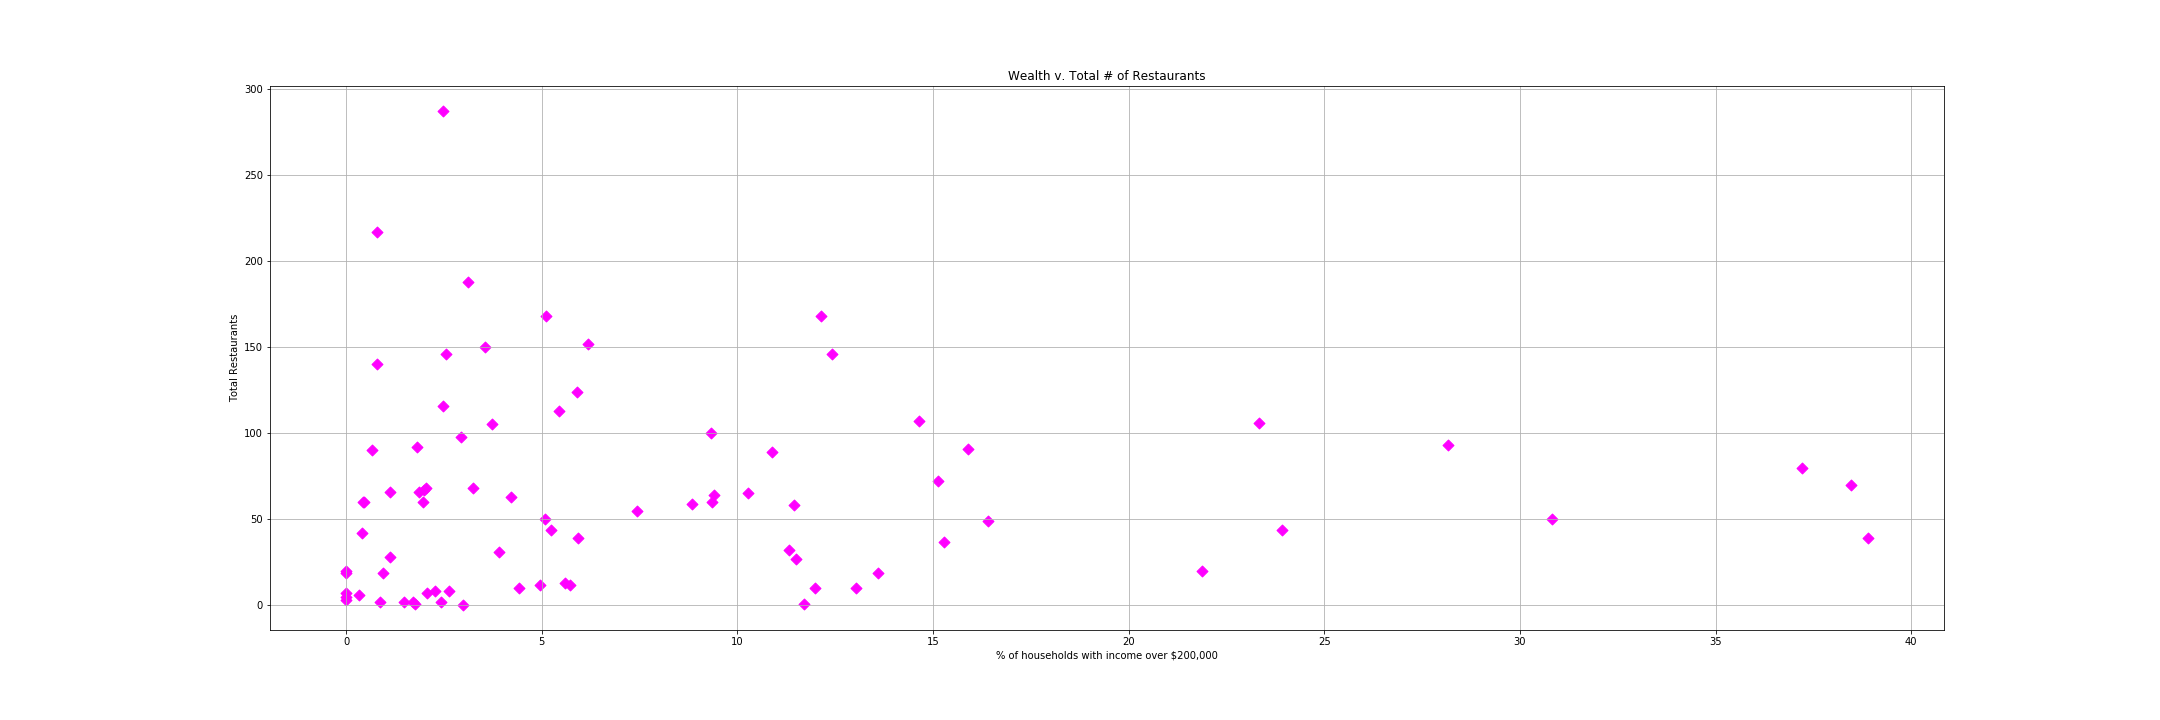 Wealth v. Total # of Restaurants
300
250
200
150
100
50
0
Total Restaurants
0 5 10 15 20 25 30 35 40
% of households with income over $200,000